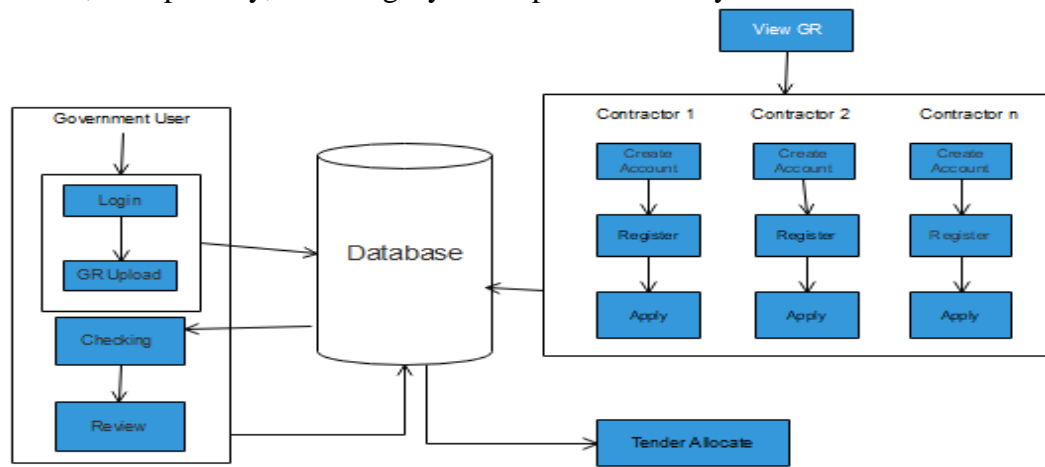 View GR
Government User
Login
GR Upload
Checking
Review
Database
Contractor 1
Contractor 2
Contractor n
Create
Account
Create
Account
Create
Account
Register
Register
Register
Apply
Apply
Apply
Tender Allocate